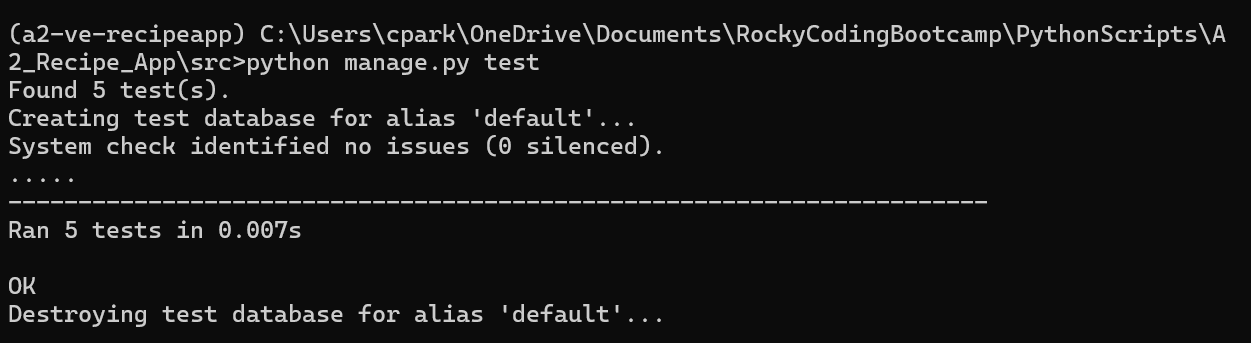 (a2-ve-recipeapp) C:\Users\cpark\OneDrive\Documents\RockyCodingBootcamp\PythonScripts\A
2_Recipe_App\src>python manage.py test
Found 5 test(s).
Creating test database for alias 'default'...
System check identified no issues (0 silenced).
.....
----------------------------------------------------------------------
Ran 5 tests in 0.007s
OK
Destroying test database for alias 'default'...